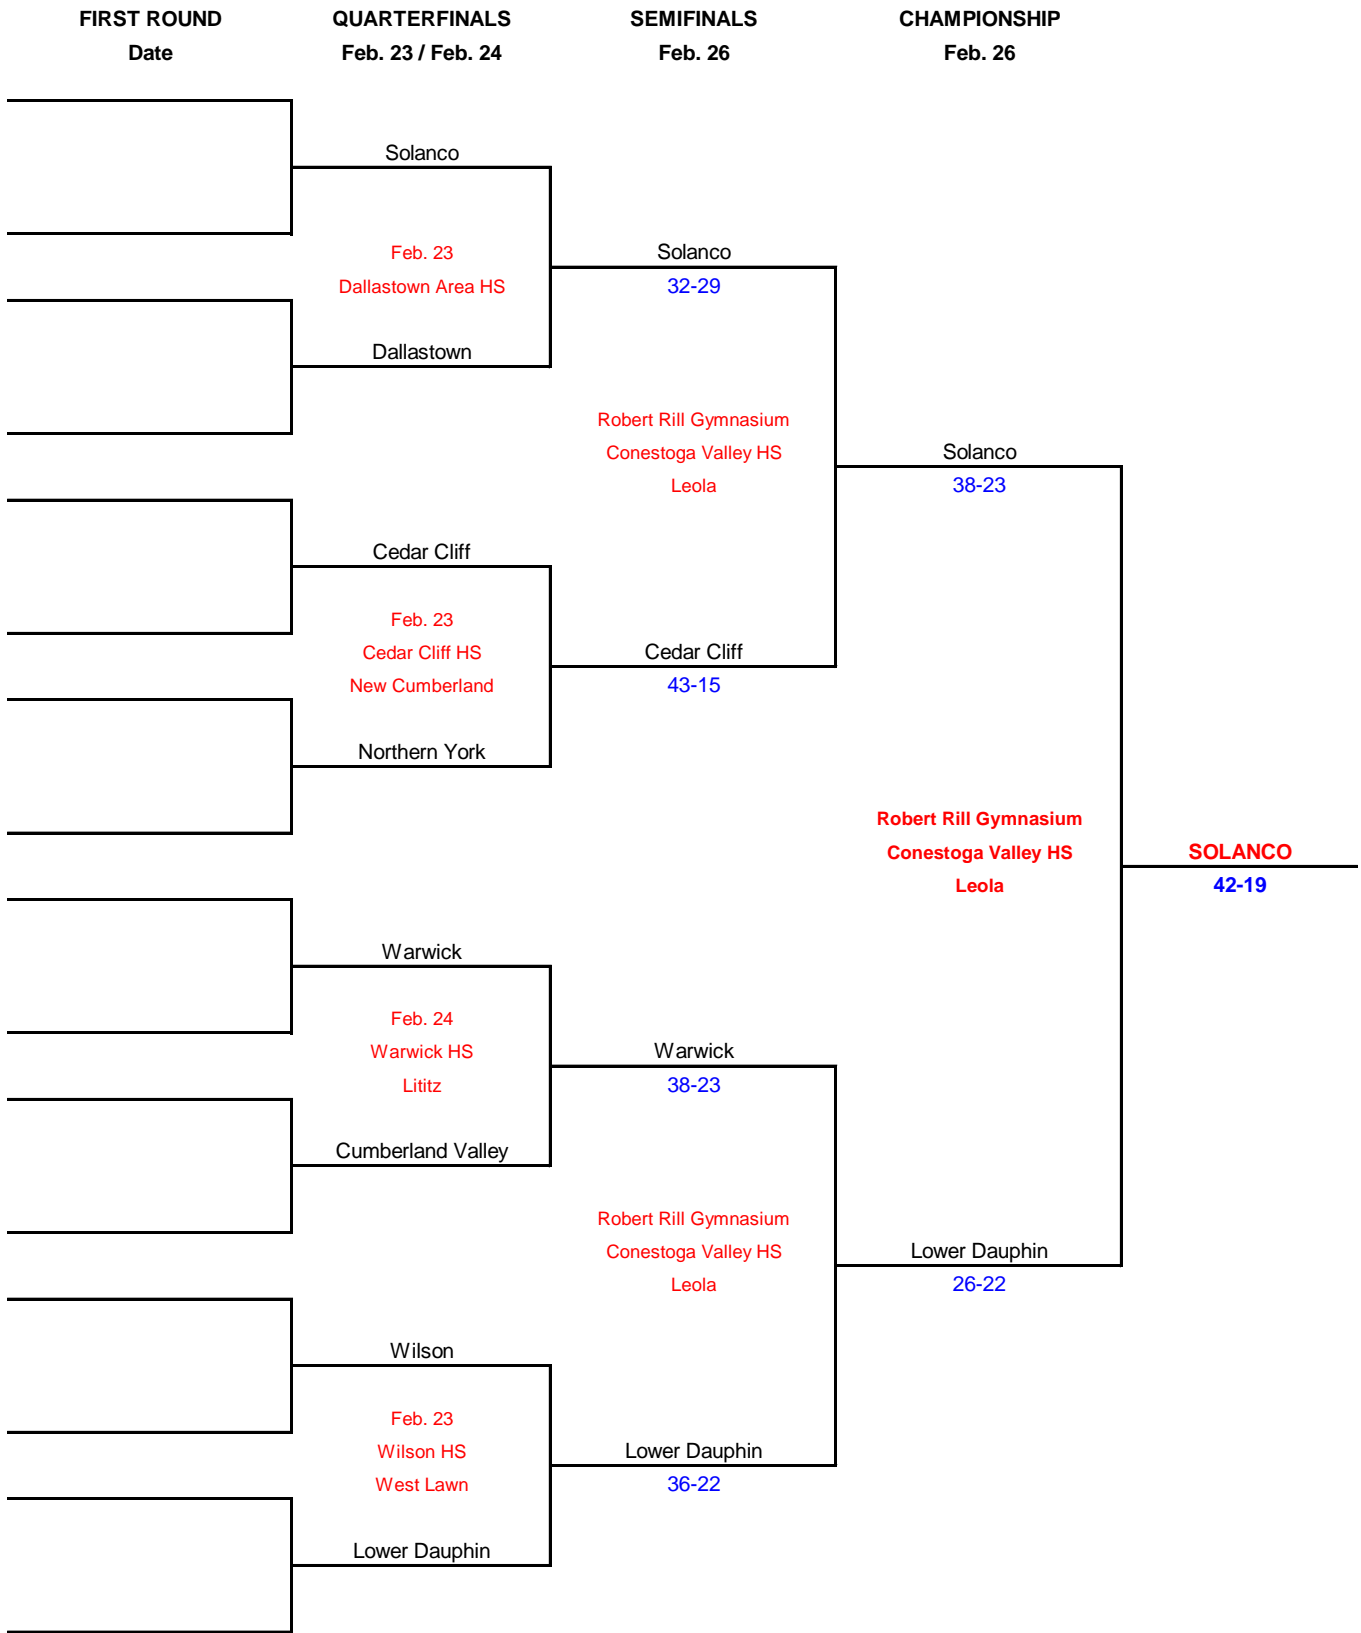 FIRST ROUND QUARTERFINALS SEMIFINALS CHAMPIONSHIP
Date Feb. 23 / Feb. 24 Feb. 26 Feb. 26
Solanco
Feb. 23
Dallastown Area HS
Dallastown
Solanco
32-29
Robert Rill Gymnasium
Conestoga Valley HS
Leola
Solanco
38-23
Cedar Cliff
Feb. 23
Cedar Cliff HS
New Cumberland
Northern York
Cedar Cliff
43-15
Robert Rill Gymnasium
Conestoga Valley HS
Leola
SOLANCO
42-19
Warwick
Feb. 24
Warwick HS
Lititz
Cumberland Valley
Warwick
38-23
Robert Rill Gymnasium
Conestoga Valley HS
Leola
Lower Dauphin
26-22
Wilson
Feb. 23
Wilson HS
West Lawn
Lower Dauphin
Lower Dauphin
36-22